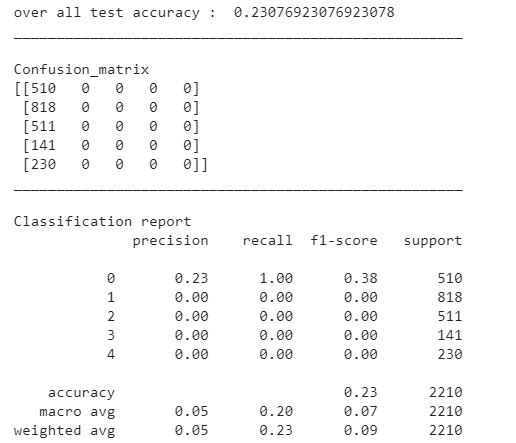 over all test accuracy :  0.23076923076923078
Confusion_matrix
[[510   0   0   0   0]
 [818   0   0   0   0]
 [511   0   0   0   0]
 [141   0   0   0   0]
 [230   0   0   0   0]]
Classification report
              precision    recall  f1-score   support
           0       0.23      1.00      0.38       510
           1       0.00      0.00      0.00       818
           2       0.00      0.00      0.00       511
           3       0.00      0.00      0.00       141
           4       0.00      0.00      0.00       230
    accuracy                           0.23      2210
   macro avg       0.05      0.20      0.07      2210
weighted avg       0.05      0.23      0.09      2210